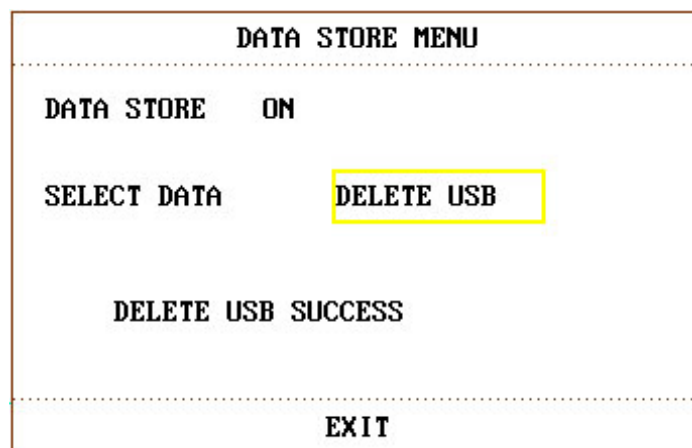 DATA STORE MENU
DATA STORE ON
SELECT DATA DELETE USB
DELETE USB SUCCESS
EXIT